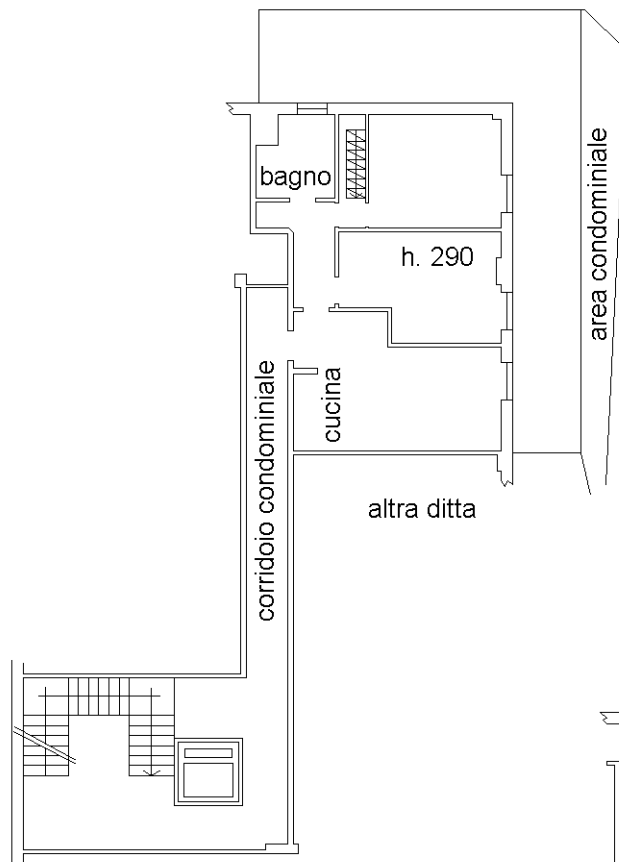 bagno
h. 290
area condominiale
cucina
corridoio condominiale
altra ditta